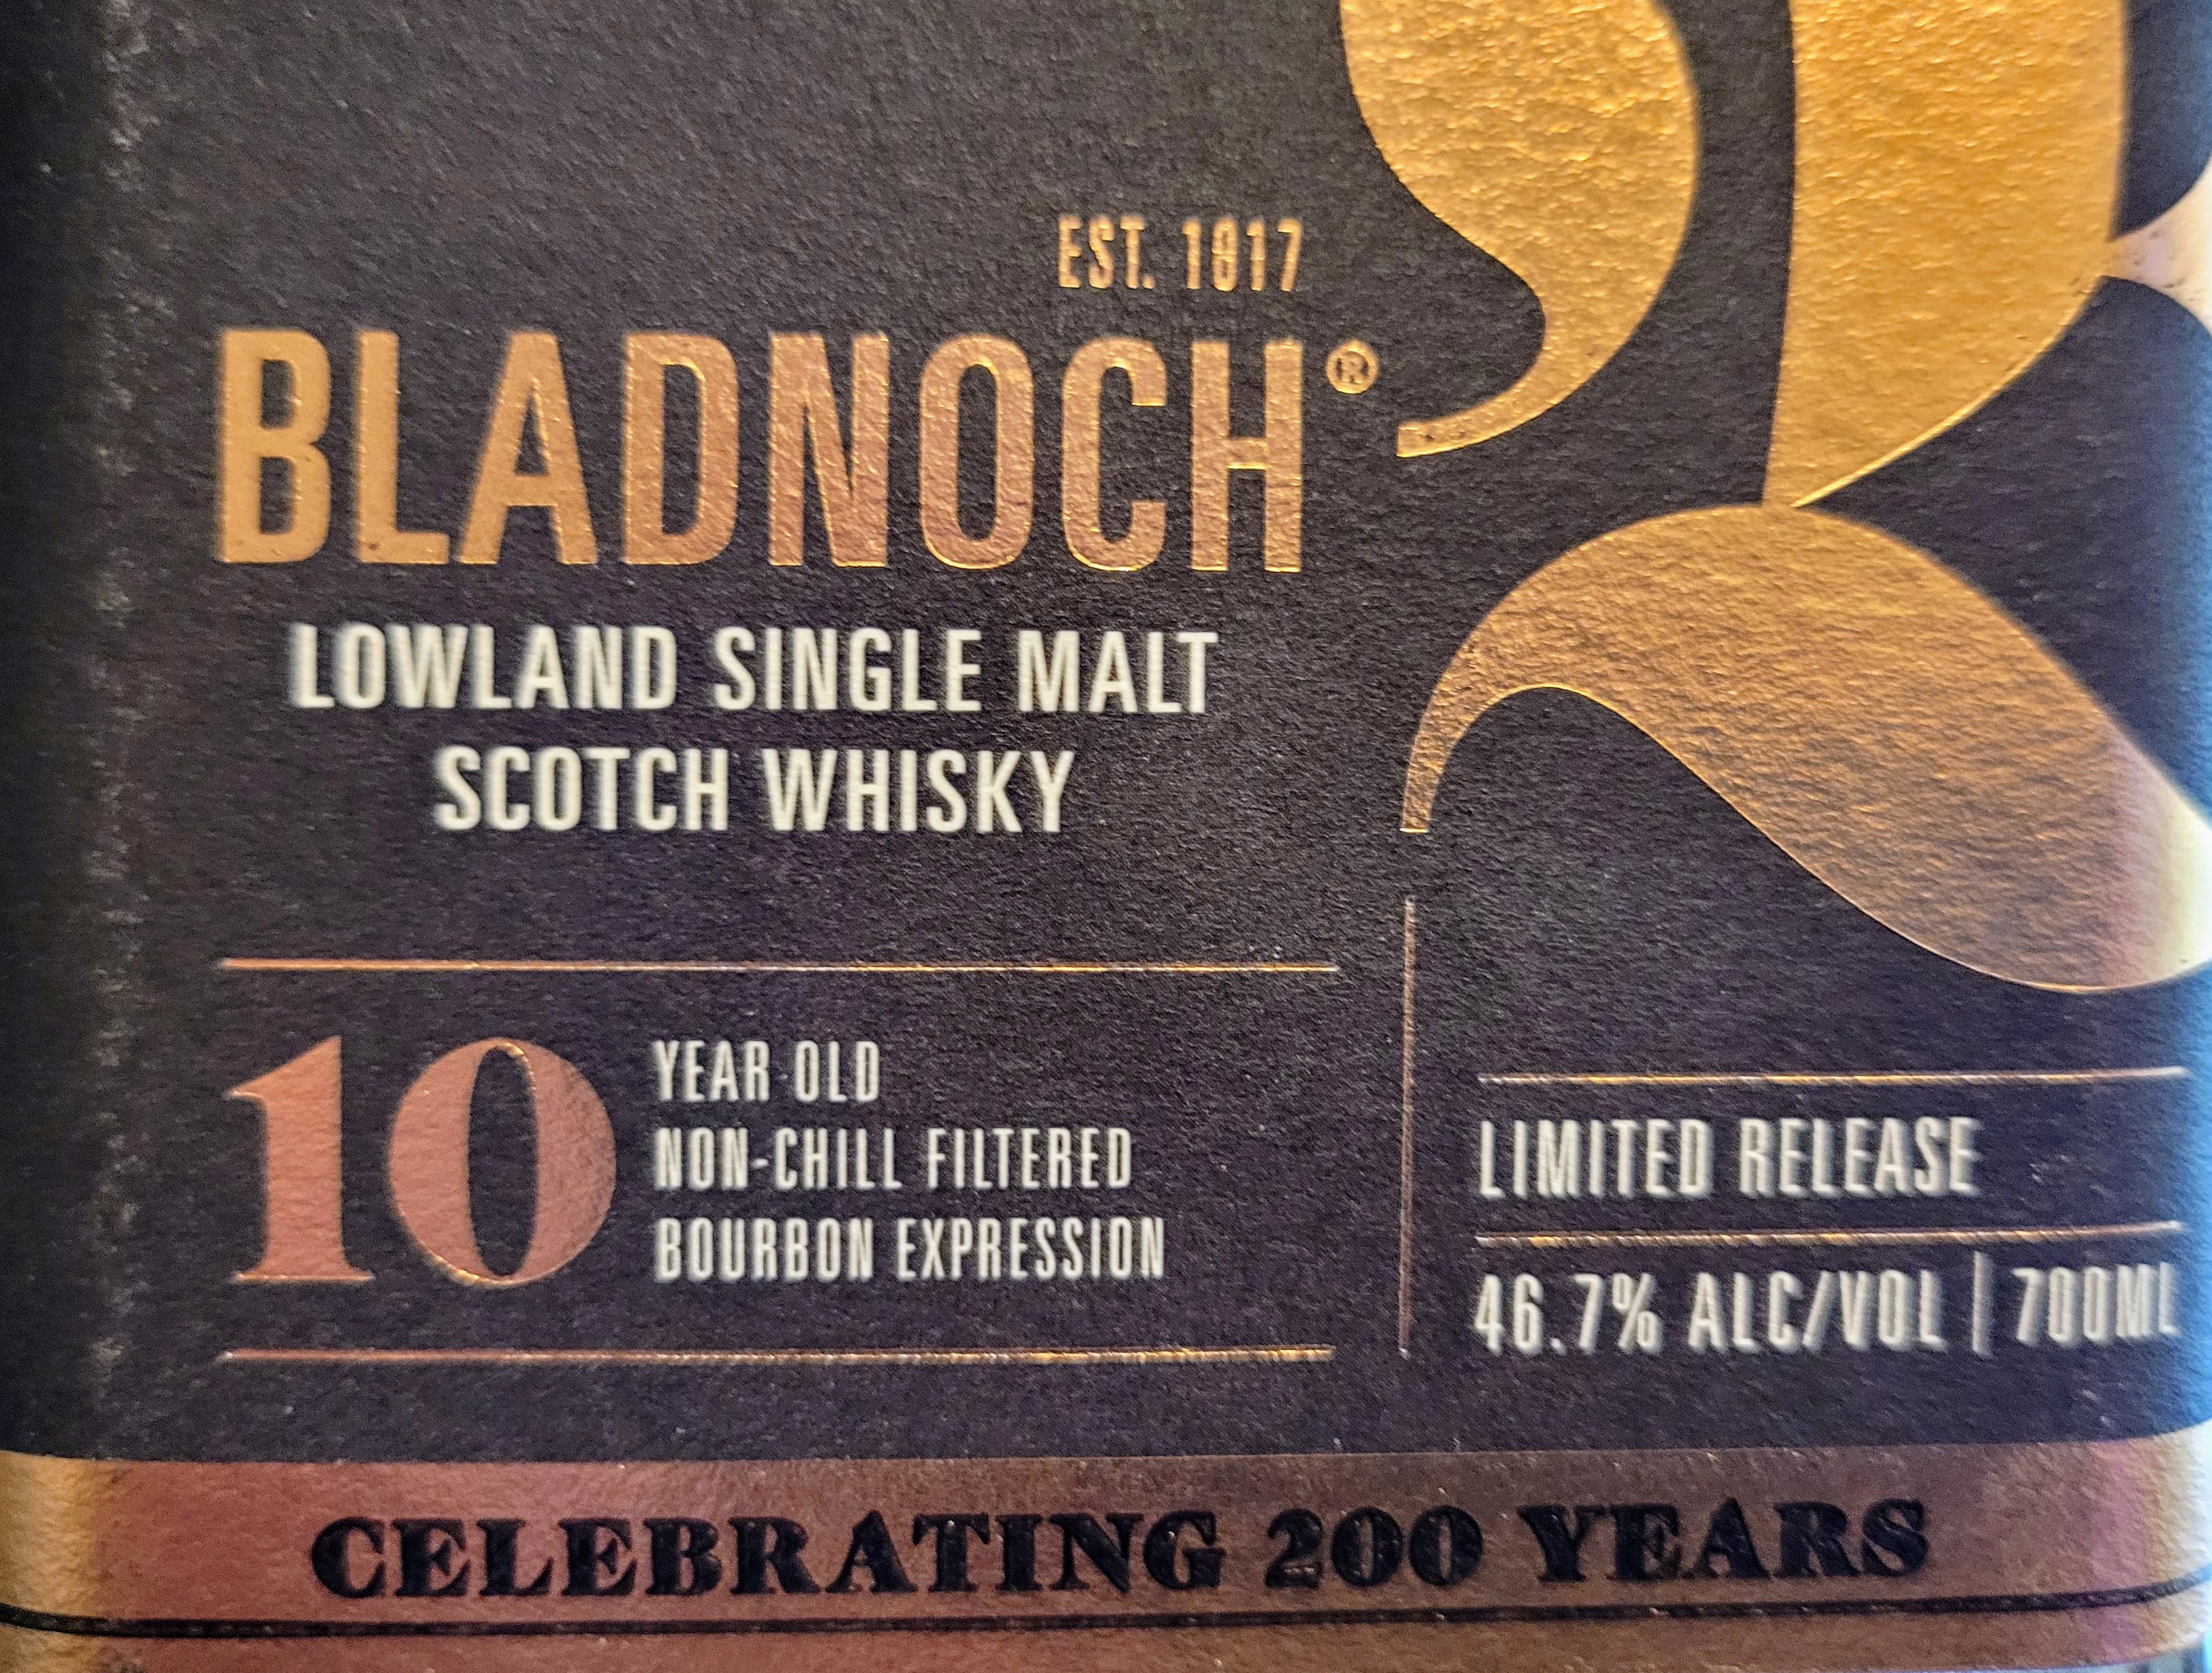 EST. 1817
BLADNOCH®
LOWLAND SINGLE MALT
SCOTCH WHISKY
10
YEAR OLD
NON-CHILL FILTERED
BOURBON EXPRESSION
LIMITED RELEASE
46.7% ALC/VOL | 700ML
CELEBRATING 200 YEARS